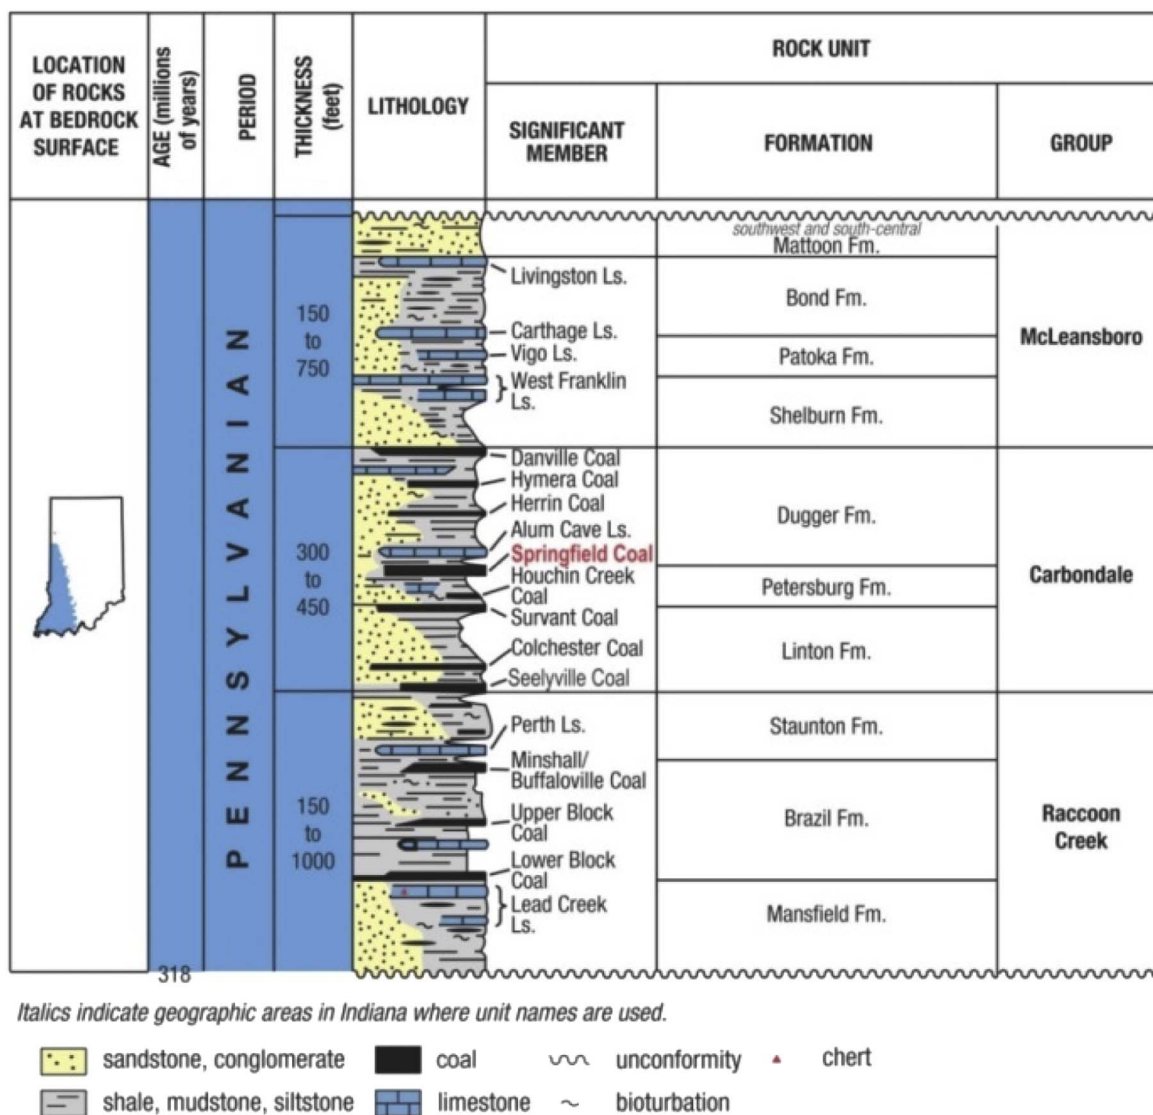 LOCATION
OF ROCKS
AT BEDROCK
SURFACE
AGE (millions
of years)
PERIOD
THICKNESS
(feet)
LITHOLOGY
ROCK UNIT
SIGNIFICANT
MEMBER
FORMATION
GROUP
PENNSYLVANIAN
318
150
to
750
300
to
450
150
to
1000
Livingston Ls.
Carthage Ls.
Vigo Ls.
West Franklin
Ls.
Danville Coal
Hymera Coal
Herrin Coal
Alum Cave Ls.
Springfield Coal
Houchin Creek
Coal
Survant Coal
Colchester Coal
Seelyville Coal
Perth Ls.
Minshall/
Buffaloville Coal
Upper Block
Coal
Lower Block
Coal
Lead Creek
Ls.
southwest and south-central
Mattoon Fm.
Bond Fm.
Patoka Fm.
Shelburn Fm.
Dugger Fm.
Petersburg Fm.
Linton Fm.
Staunton Fm.
Brazil Fm.
Mansfield Fm.
McLeansboro
Carbondale
Raccoon
Creek
Italics indicate geographic areas in Indiana where unit names are used.
sandstone, conglomerate
coal
unconformity
chert
shale, mudstone, siltstone
limestone
bioturbation